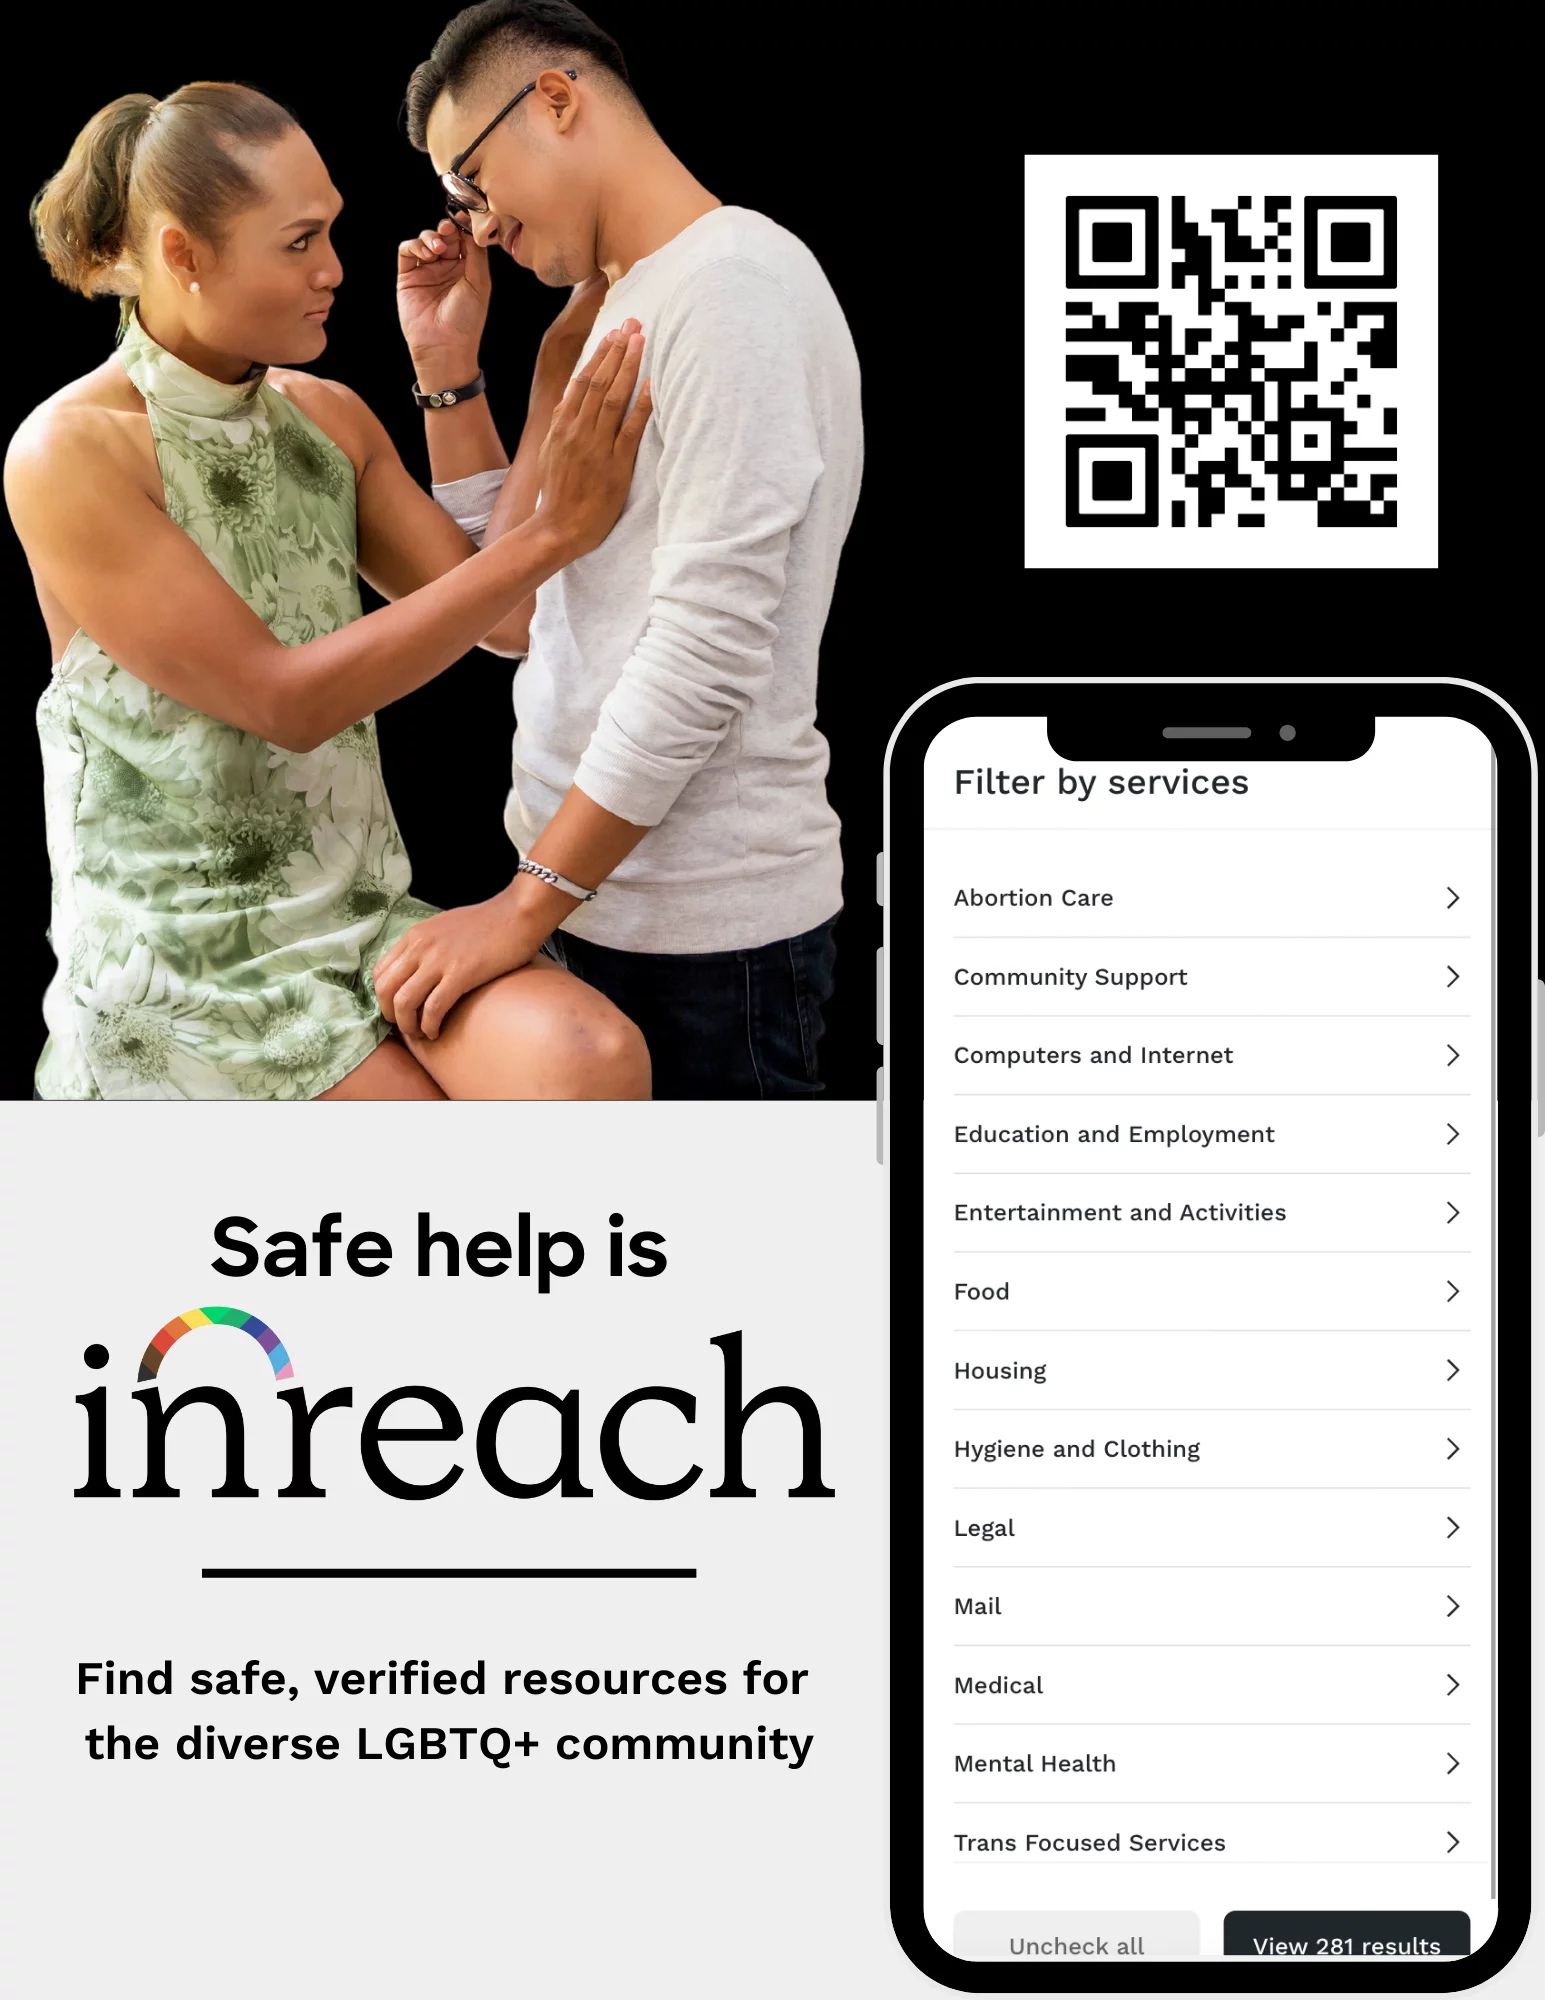 Safe help is
inreach
Find safe, verified resources for
the diverse LGBTQ+ community
Filter by services
Abortion Care
Community Support
Computers and Internet
Education and Employment
Entertainment and Activities
Food
Housing
Hygiene and Clothing
Legal
Mail
Medical
Mental Health
Trans Focused Services
Uncheck all
View 281 results